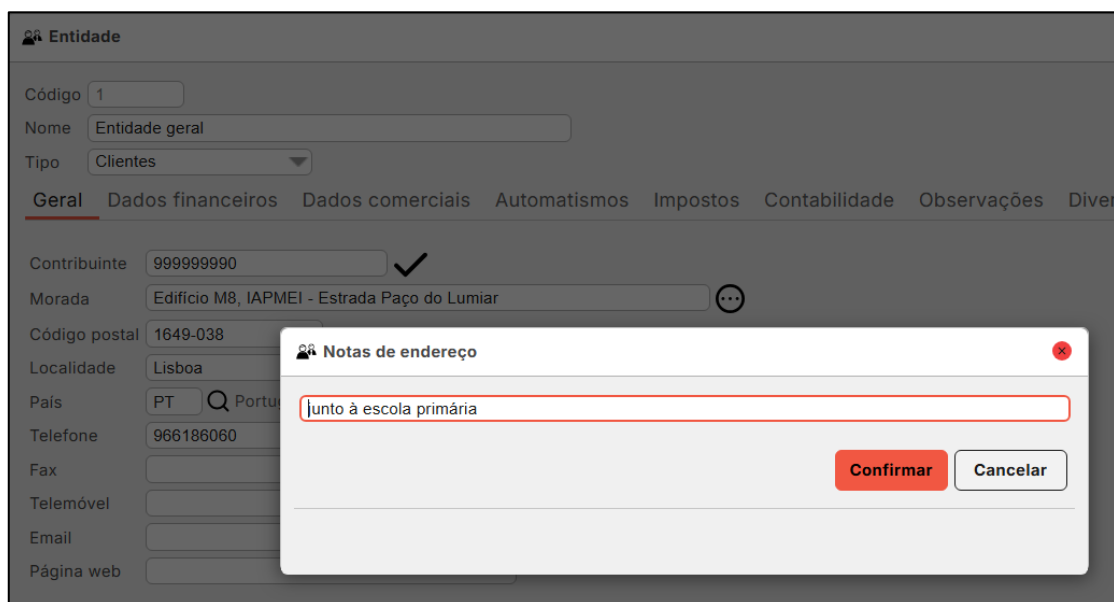 Entidade
Código 1
Nome Entidade geral
Tipo Clientes
Geral Dados financeiros Dados comerciais Automatismos Impostos Contabilidade Observações
Contribuinte 999999990
Morada Edifício M8, IAPMEI - Estrada Paço do Lumiar
Código postal 1649-038
Notas de endereço
Localidade Lisboa
País PT
junto à escola primária
Telefone 966186060
Fax
Confirmar Cancelar
Telemóvel
Email
Página web